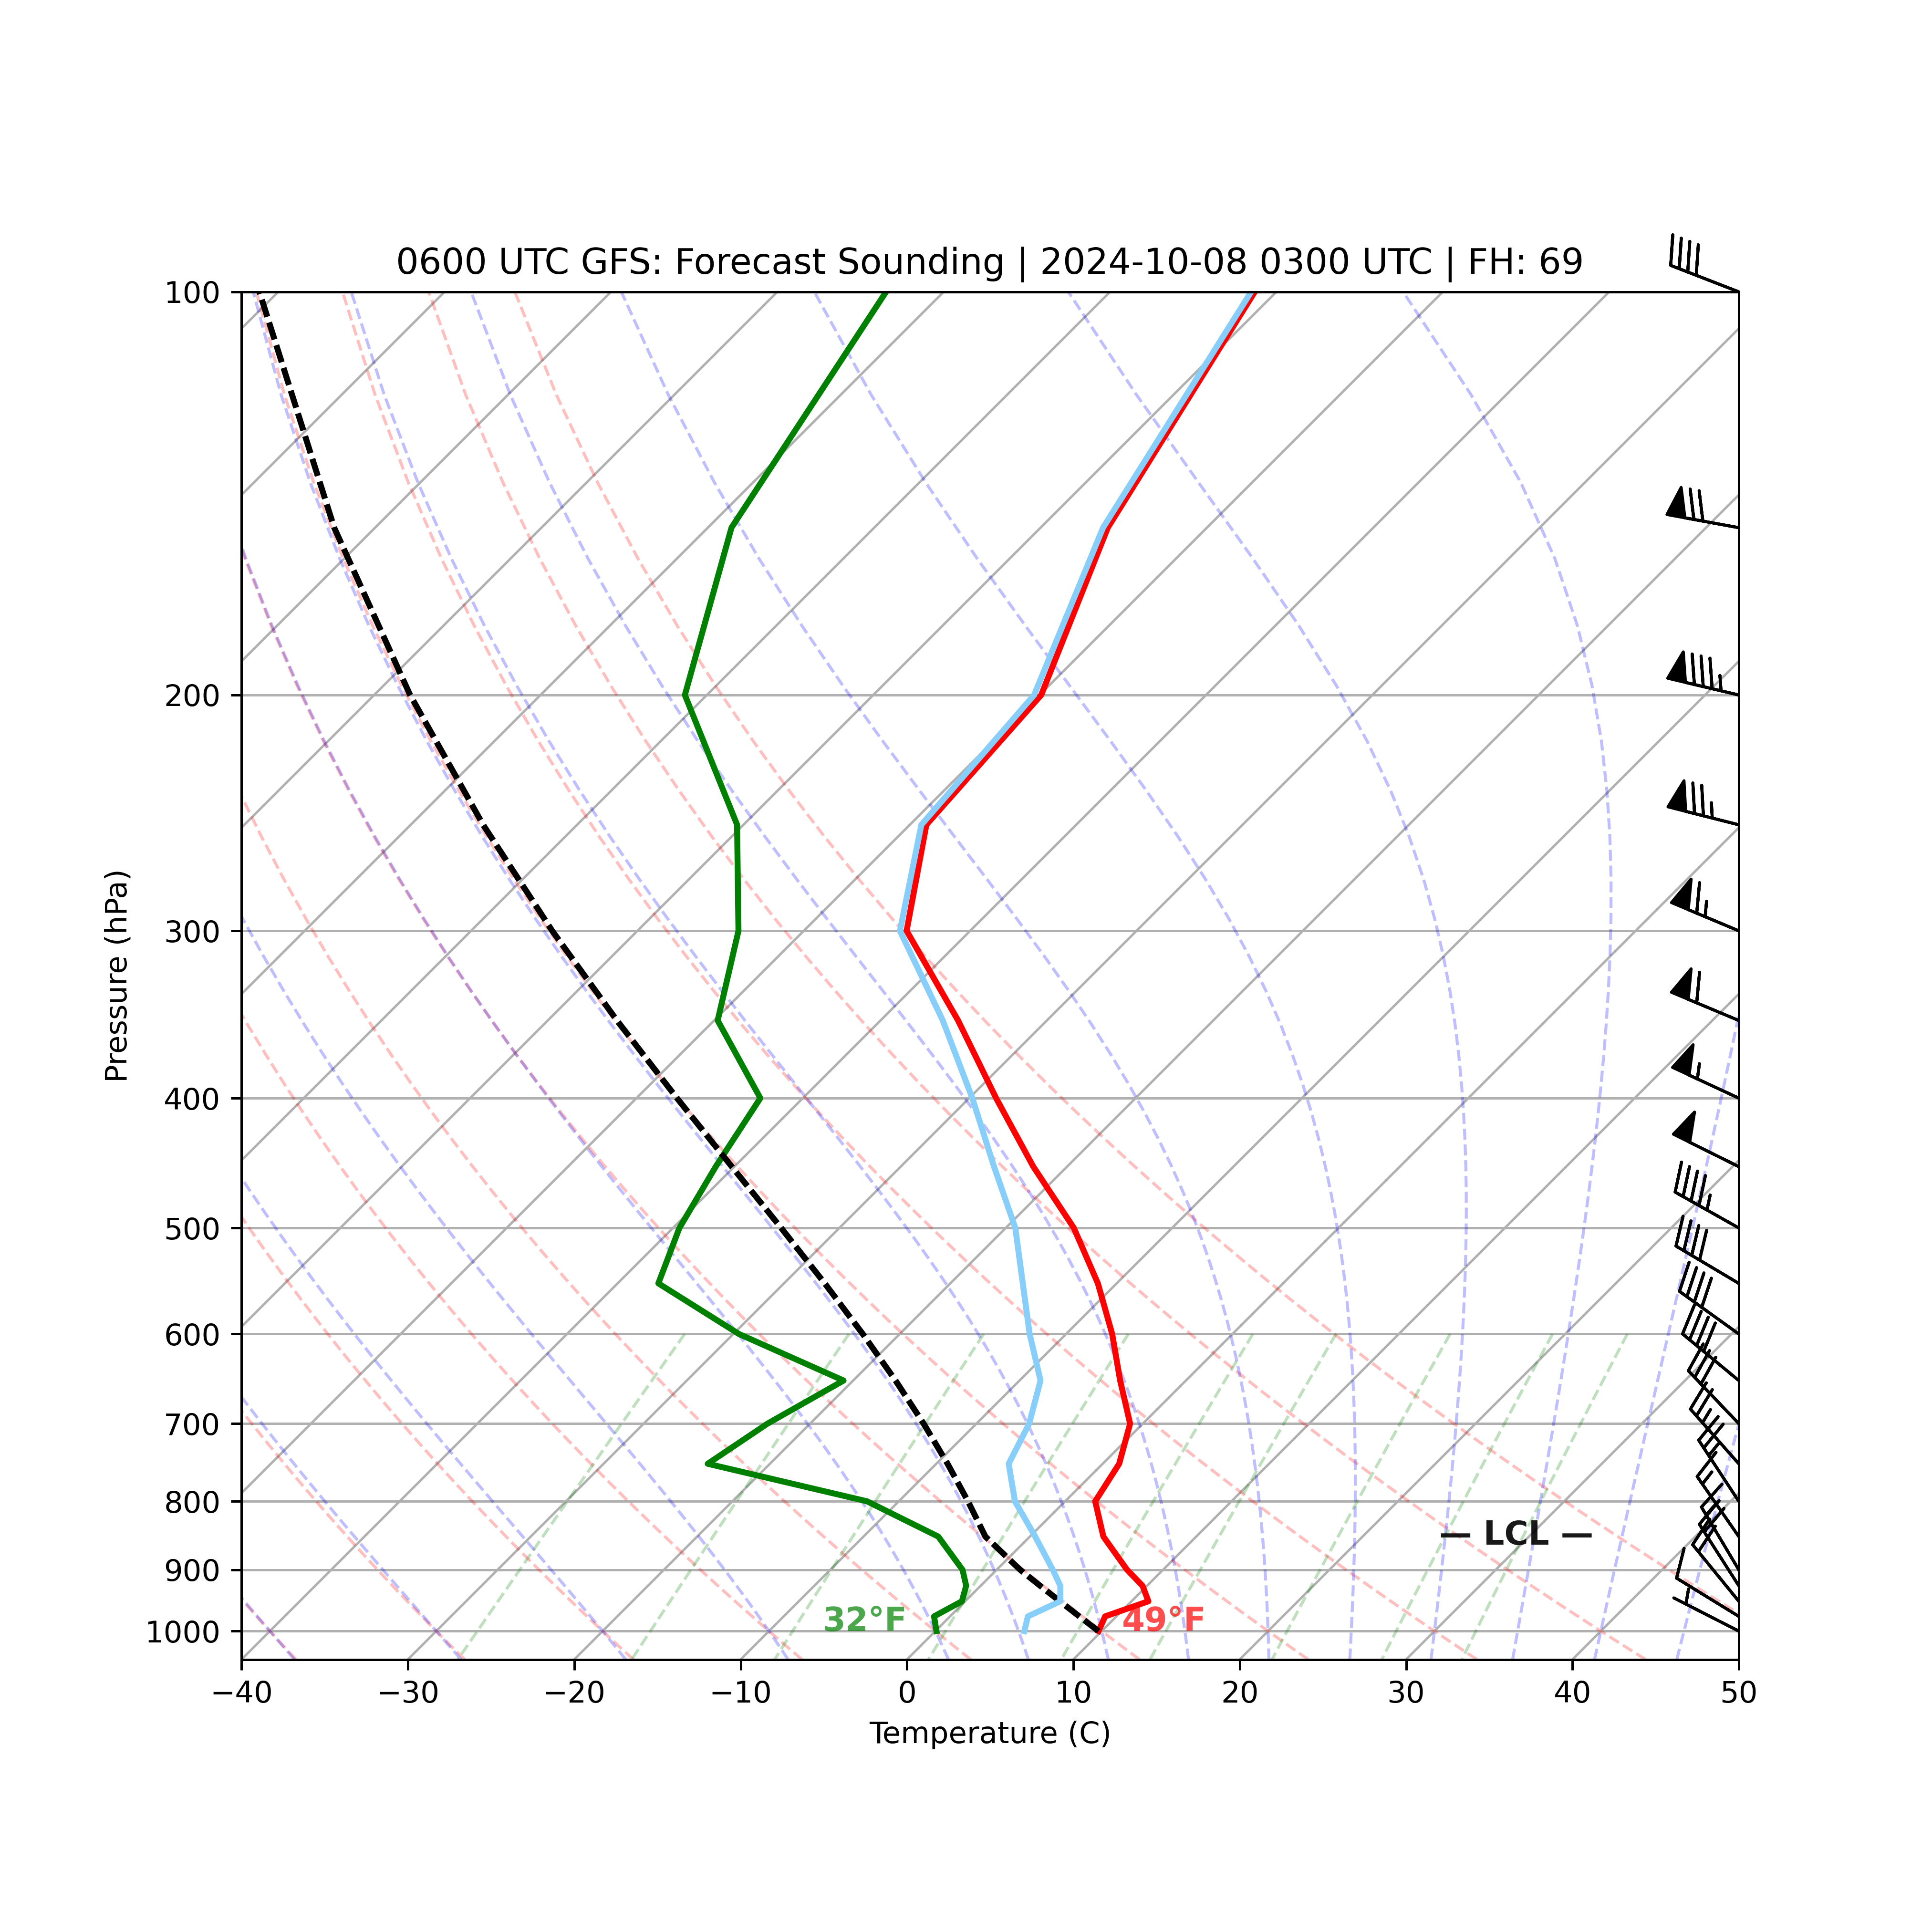 0600 UTC GFS: Forecast Sounding | 2024-10-08 0300 UTC | FH: 69
100
200
300
400
500
600
700
800
900
1000
Pressure (hPa)
— LCL —
32°F
49°F
−40 −30 −20 −10 0 10 20 30 40 50
Temperature (C)